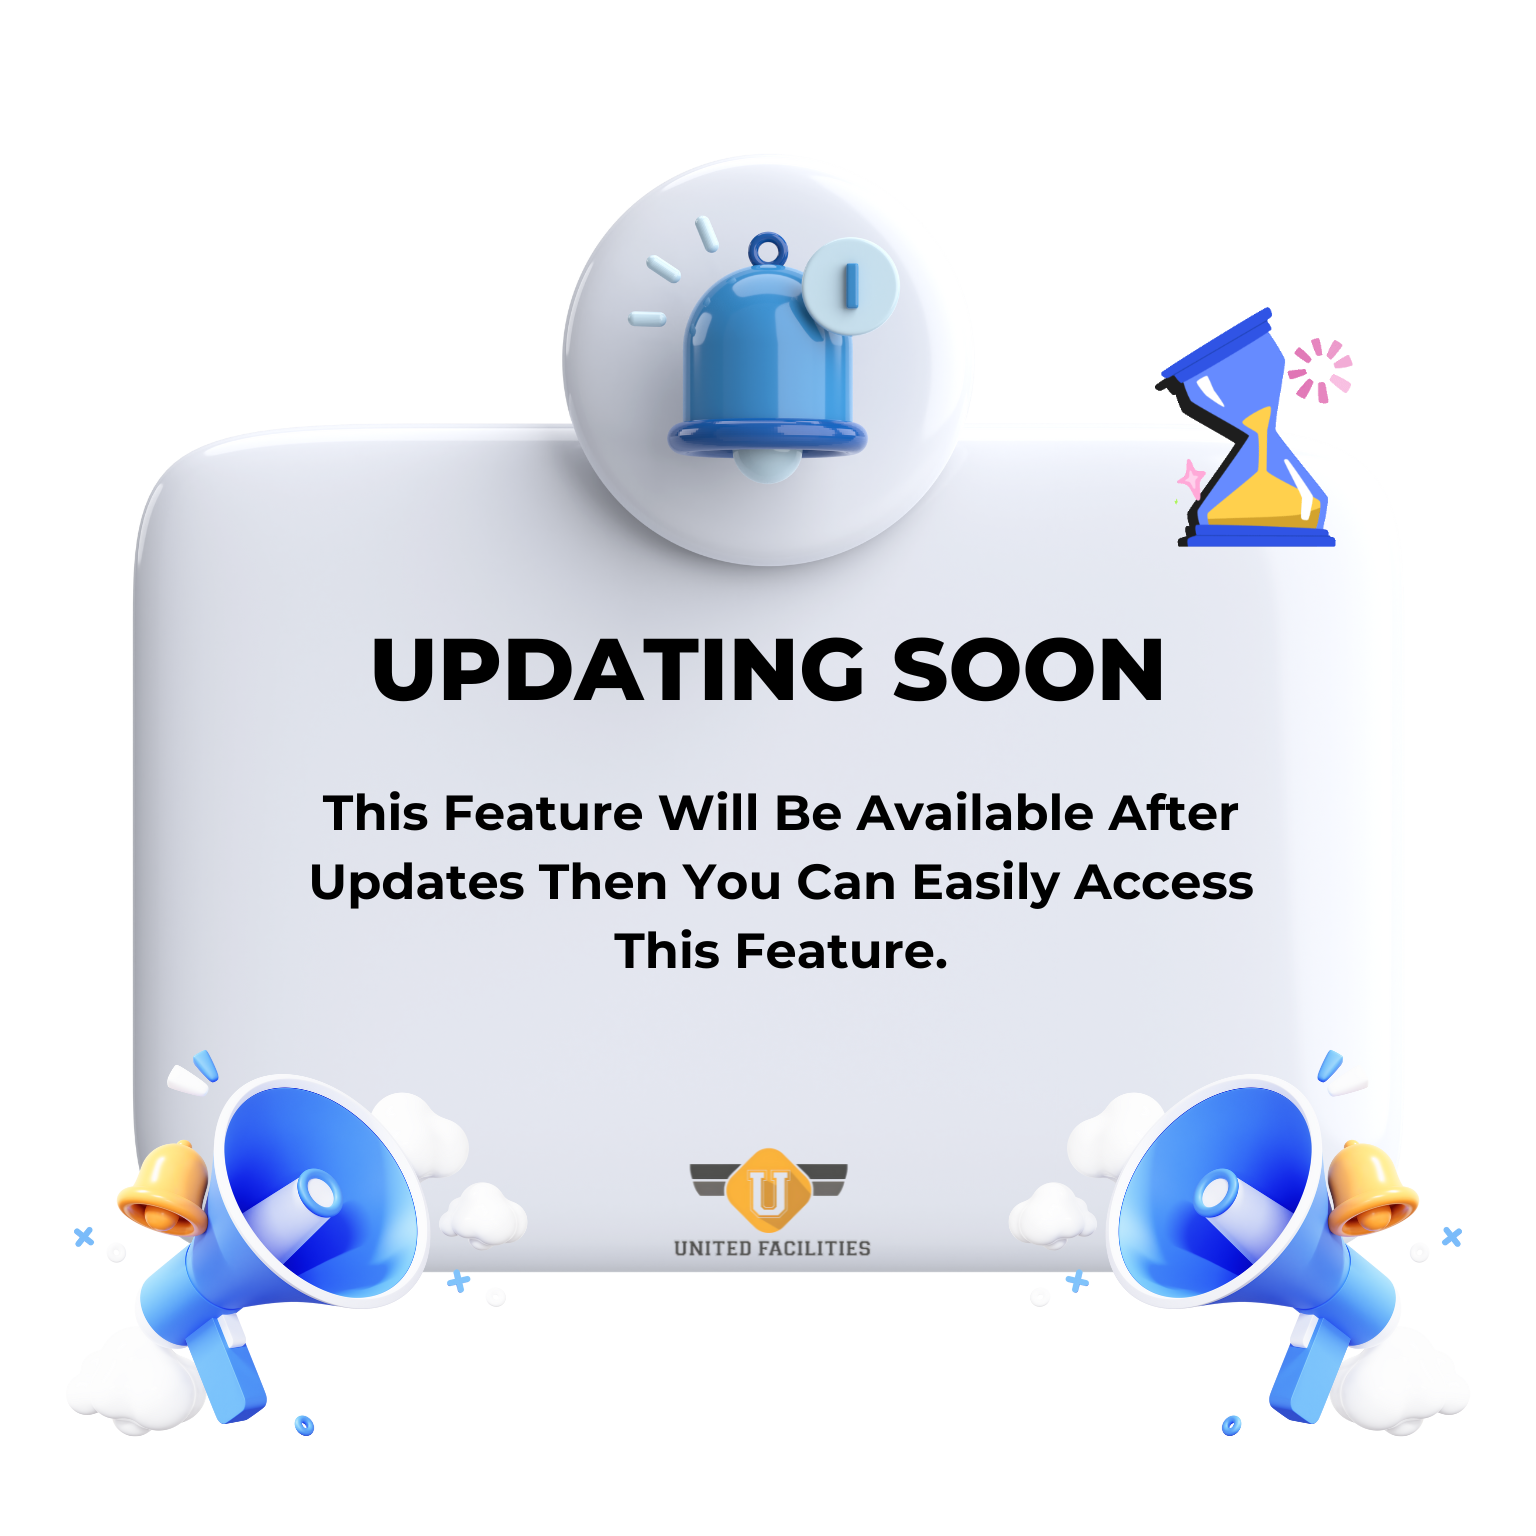 UPDATING SOON
This Feature Will Be Available After
Updates Then You Can Easily Access
This Feature.
U
UNITED FACILITIES